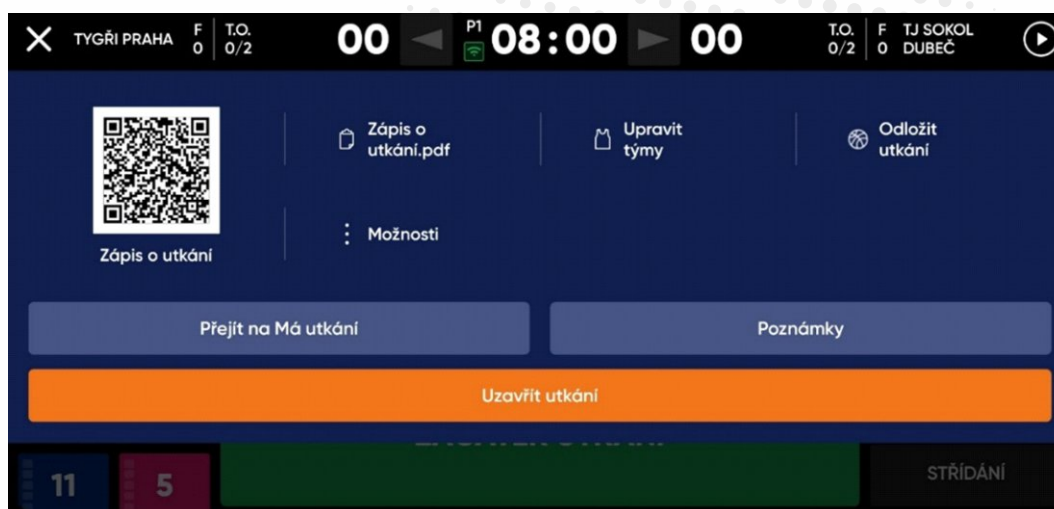 TYGŘI PRAHA
F
0
T.O.
0/2
00
P1
08:00
00
T.O.
0/2
F
0
TJ SOKOL
DUBEČ
Zápis o
utkání.pdf
Upravit
týmy
Odložit
utkání
Zápis o utkání
Možnosti
Přejít na Má utkání
Poznámky
Uzavřít utkání
11
5
STŘÍDÁNÍ